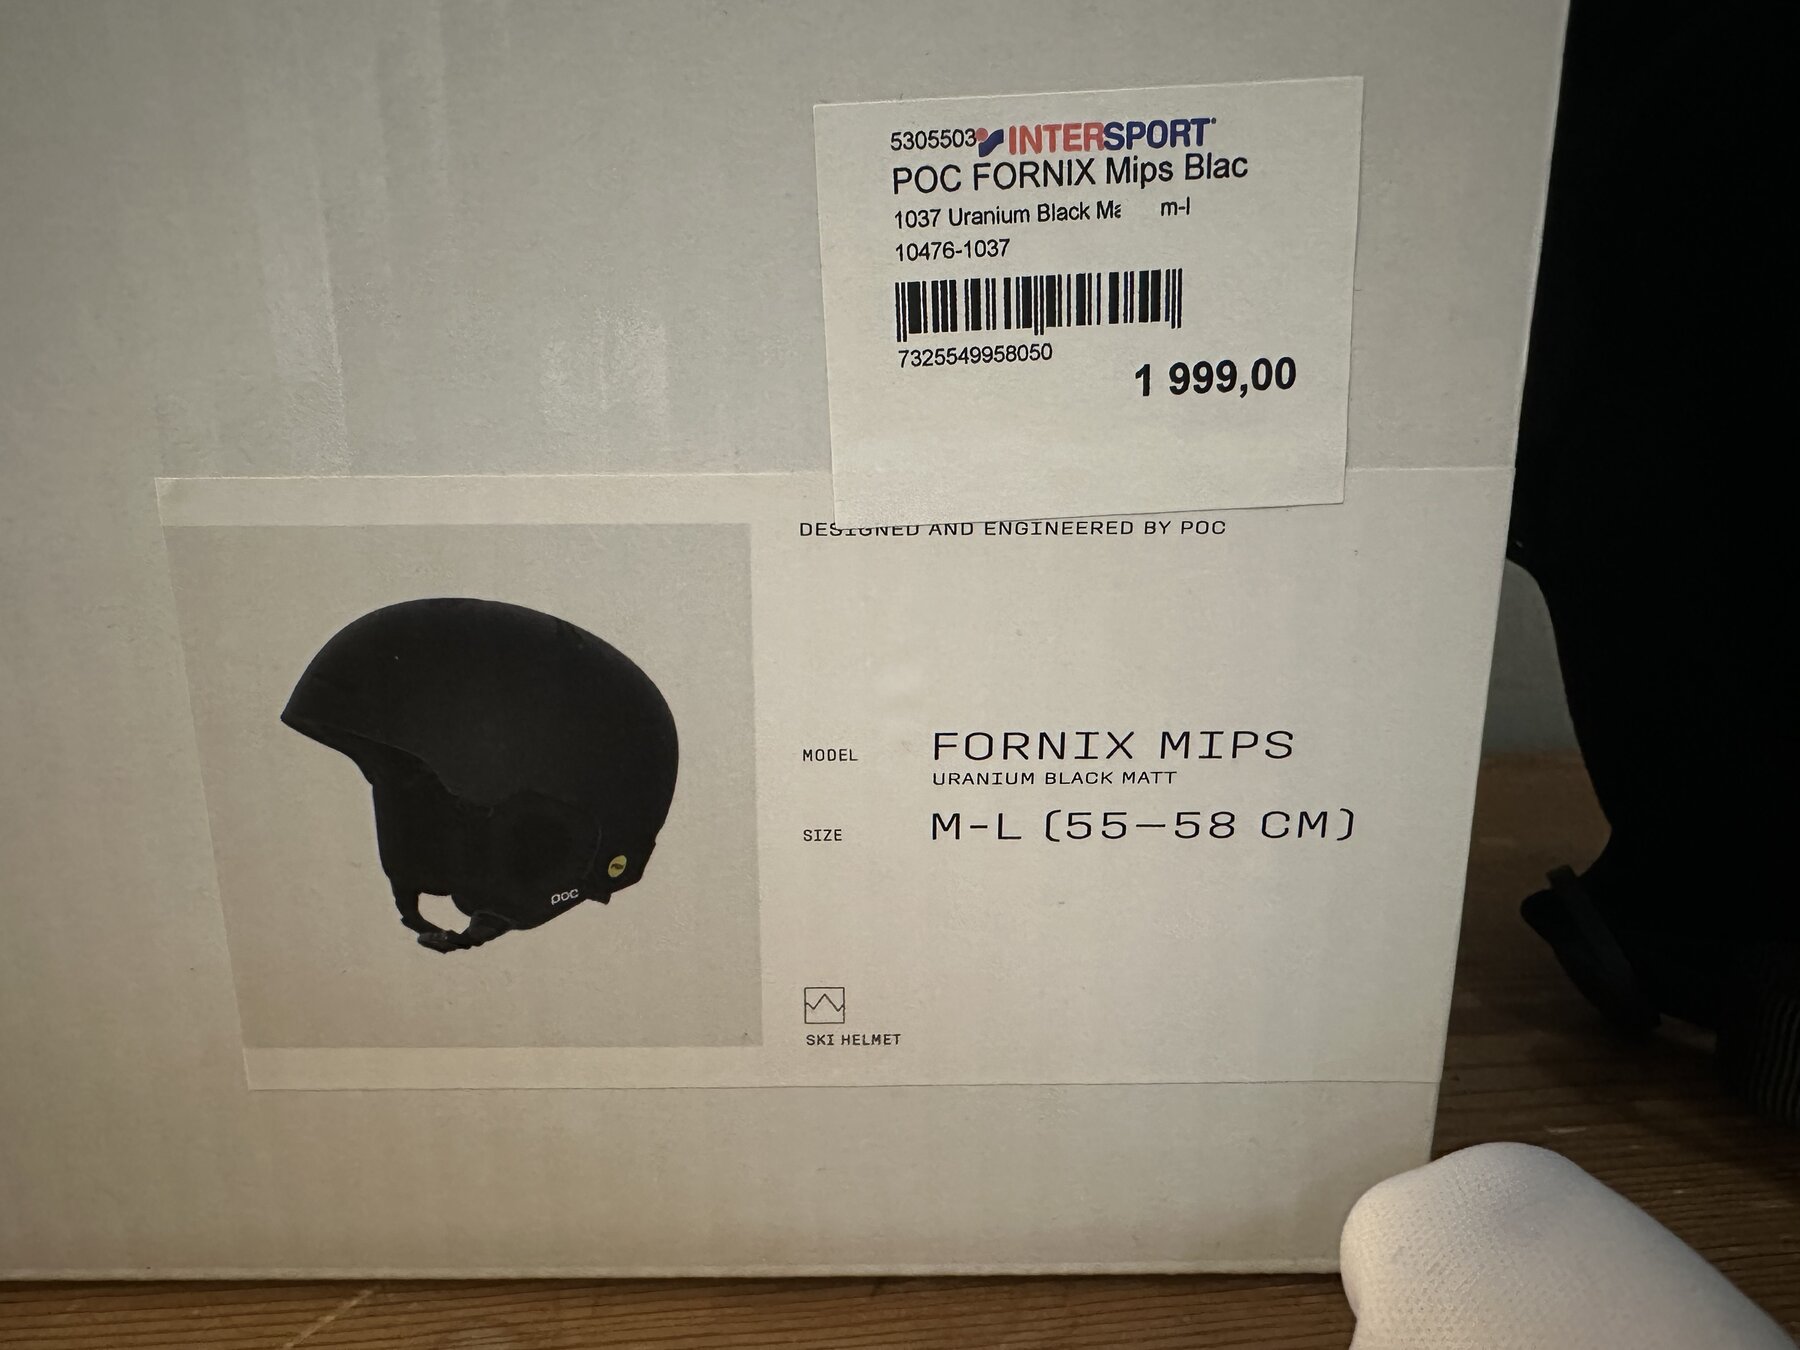 5305503 INTERSPORT
POC FORNIX Mips Blac
1037 Uranium Black Ma m-l
10476-1037
7325549958050
1 999,00
DESIGNED AND ENGINEERED BY POC
MODEL FORNIX MIPS
URANIUM BLACK MATT
SIZE M-L (55–58 CM)
poc
SKI HELMET